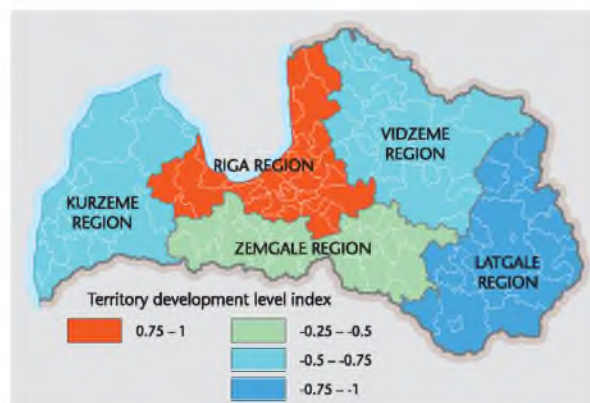 VIDZEME
REGION
RIGA REGION
KURZEME
REGION
ZEMGALE REGION
LATGALE
REGION
Territory development level index
0.75 – 1
-0.25 – -0.5
-0.5 – -0.75
-0.75 – -1